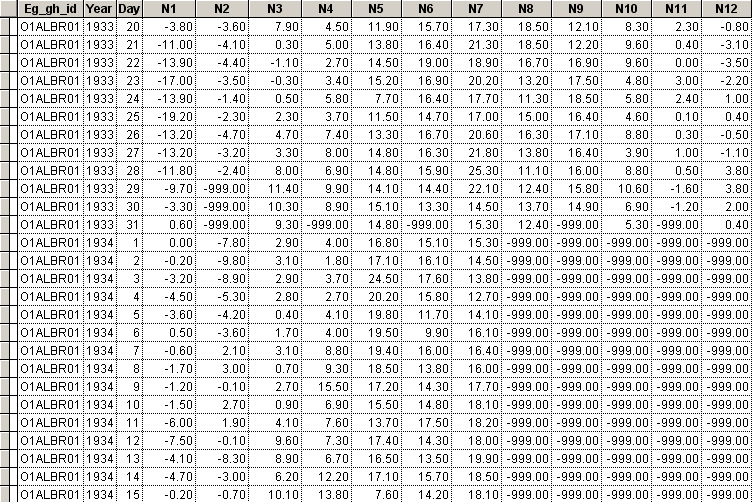 Eg_gh_id Year Day N1 N2 N3 N4 N5 N6 N7 N8 N9 N10 N11 N12
O1ALBR01 1933 20 -3.80 -3.60 7.90 4.50 11.90 15.70 17.30 18.50 12.10 8.30 2.30 -0.80
O1ALBR01 1933 21 -11.00 -4.10 0.30 5.00 13.80 16.40 21.30 18.50 12.20 9.60 0.40 -3.10
O1ALBR01 1933 22 -13.90 -4.40 -1.10 2.70 14.50 19.00 18.90 16.70 16.90 9.60 0.00 -3.50
O1ALBR01 1933 23 -17.00 -3.50 -0.30 3.40 15.20 16.90 20.20 13.20 17.50 4.80 3.00 -2.20
O1ALBR01 1933 24 -13.90 -1.40 0.50 5.80 7.70 16.40 17.70 11.30 18.50 5.80 2.40 1.00
O1ALBR01 1933 25 -19.20 -2.30 2.30 3.70 11.50 14.70 17.00 15.00 16.40 4.60 0.10 0.40
O1ALBR01 1933 26 -13.20 -4.70 4.70 7.40 13.30 16.70 20.60 16.30 17.10 8.80 0.30 -0.50
O1ALBR01 1933 27 -13.20 -3.20 3.30 8.00 14.80 16.30 21.80 13.80 16.40 3.90 1.00 -1.10
O1ALBR01 1933 28 -11.80 -2.40 8.00 6.90 14.80 15.90 25.30 11.10 16.00 8.80 0.50 3.80
O1ALBR01 1933 29 -9.70 -999.00 11.40 9.90 14.10 14.40 22.10 12.40 15.80 10.60 -1.60 3.80
O1ALBR01 1933 30 -3.30 -999.00 10.30 8.90 15.10 13.30 14.50 13.70 14.90 6.90 -1.20 2.00
O1ALBR01 1933 31 0.60 -999.00 9.30 -999.00 14.80 -999.00 15.30 12.40 -999.00 5.30 -999.00 0.40
O1ALBR01 1934 1 0.00 -7.80 2.90 4.00 16.80 15.10 15.30 -999.00 -999.00 -999.00 -999.00 -999.00
O1ALBR01 1934 2 -0.20 -9.80 3.10 1.80 17.10 16.10 14.50 -999.00 -999.00 -999.00 -999.00 -999.00
O1ALBR01 1934 3 -3.20 -8.90 2.90 3.70 24.50 17.60 13.80 -999.00 -999.00 -999.00 -999.00 -999.00
O1ALBR01 1934 4 -4.50 -5.30 2.80 2.70 20.20 15.80 12.70 -999.00 -999.00 -999.00 -999.00 -999.00
O1ALBR01 1934 5 -3.60 -4.20 0.40 4.10 19.80 11.70 14.10 -999.00 -999.00 -999.00 -999.00 -999.00
O1ALBR01 1934 6 0.50 -3.60 1.70 4.00 19.50 9.90 16.10 -999.00 -999.00 -999.00 -999.00 -999.00
O1ALBR01 1934 7 -0.60 2.10 3.10 8.80 19.40 16.00 16.40 -999.00 -999.00 -999.00 -999.00 -999.00
O1ALBR01 1934 8 -1.70 3.00 0.70 9.30 18.50 13.80 16.00 -999.00 -999.00 -999.00 -999.00 -999.00
O1ALBR01 1934 9 -1.20 -0.10 2.70 15.50 17.20 14.30 17.70 -999.00 -999.00 -999.00 -999.00 -999.00
O1ALBR01 1934 10 -1.50 2.70 0.90 6.90 15.50 14.80 18.10 -999.00 -999.00 -999.00 -999.00 -999.00
O1ALBR01 1934 11 -6.00 1.90 4.10 7.60 13.70 17.50 18.20 -999.00 -999.00 -999.00 -999.00 -999.00
O1ALBR01 1934 12 -7.50 -0.10 9.60 7.30 17.40 14.30 18.00 -999.00 -999.00 -999.00 -999.00 -999.00
O1ALBR01 1934 13 -4.10 -8.30 8.90 6.70 16.50 13.50 19.90 -999.00 -999.00 -999.00 -999.00 -999.00
O1ALBR01 1934 14 -4.70 -3.00 6.20 12.20 17.10 15.70 18.50 -999.00 -999.00 -999.00 -999.00 -999.00
O1ALBR01 1934 15 -0.20 -0.70 10.10 13.80 7.60 14.20 18.10 -999.00 -999.00 -999.00 -999.00 -999.00